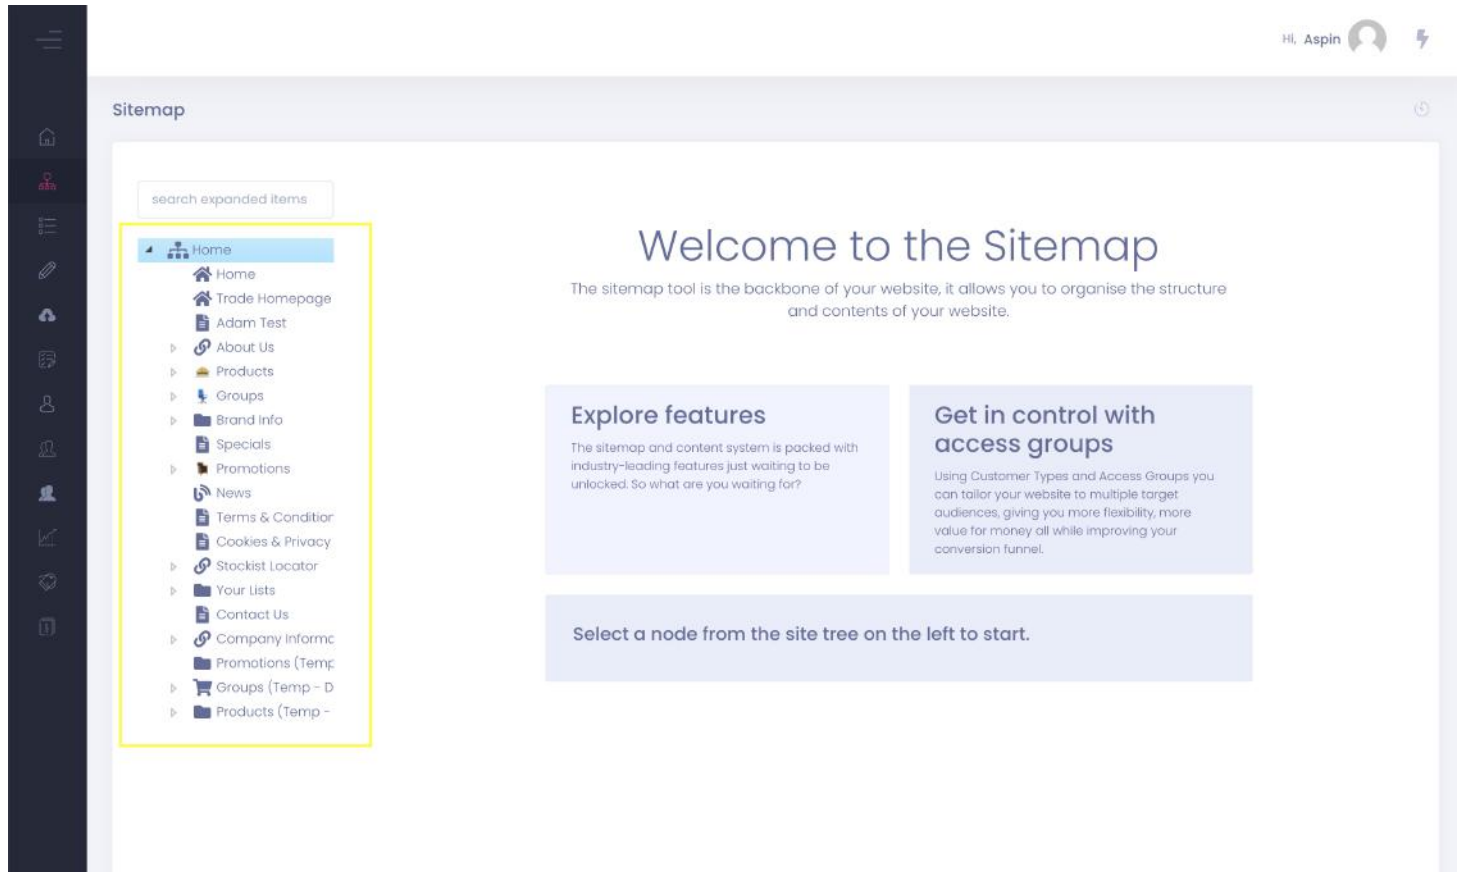 Hi, Aspin
Sitemap
search expanded items
Home
Home
Trade Homepage
Adam Test
About Us
Products
Groups
Brand Info
Specials
Promotions
News
Terms & Condition
Cookies & Privacy
Stockist Locator
Your Lists
Contact Us
Company Informa
Promotions (Temp
Groups (Temp - D
Products (Temp -
Welcome to the Sitemap
The sitemap tool is the backbone of your website, it allows you to organise the structure
and contents of your website.
Explore features
The sitemap and content system is packed with
industry-leading features just waiting to be
unlocked. So what are you waiting for?
Get in control with
access groups
Using Customer Types and Access Groups you
can tailor your website to multiple target
audiences, giving you more flexibility, more
value for money all while improving your
conversion funnel.
Select a node from the site tree on the left to start.